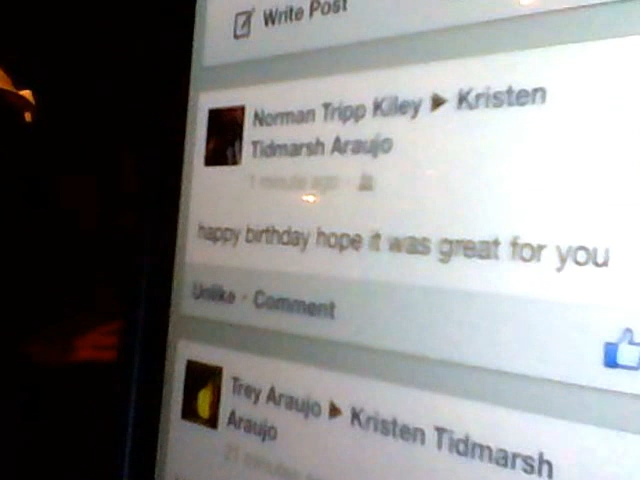 Write Post
Norman Tripp Kiley ▶ Kristen
Tidmarsh Araujo
1 minute ago
happy birthday hope it was great for you
Unlike · Comment
Trey Araujo ▶ Kristen Tidmarsh
Araujo